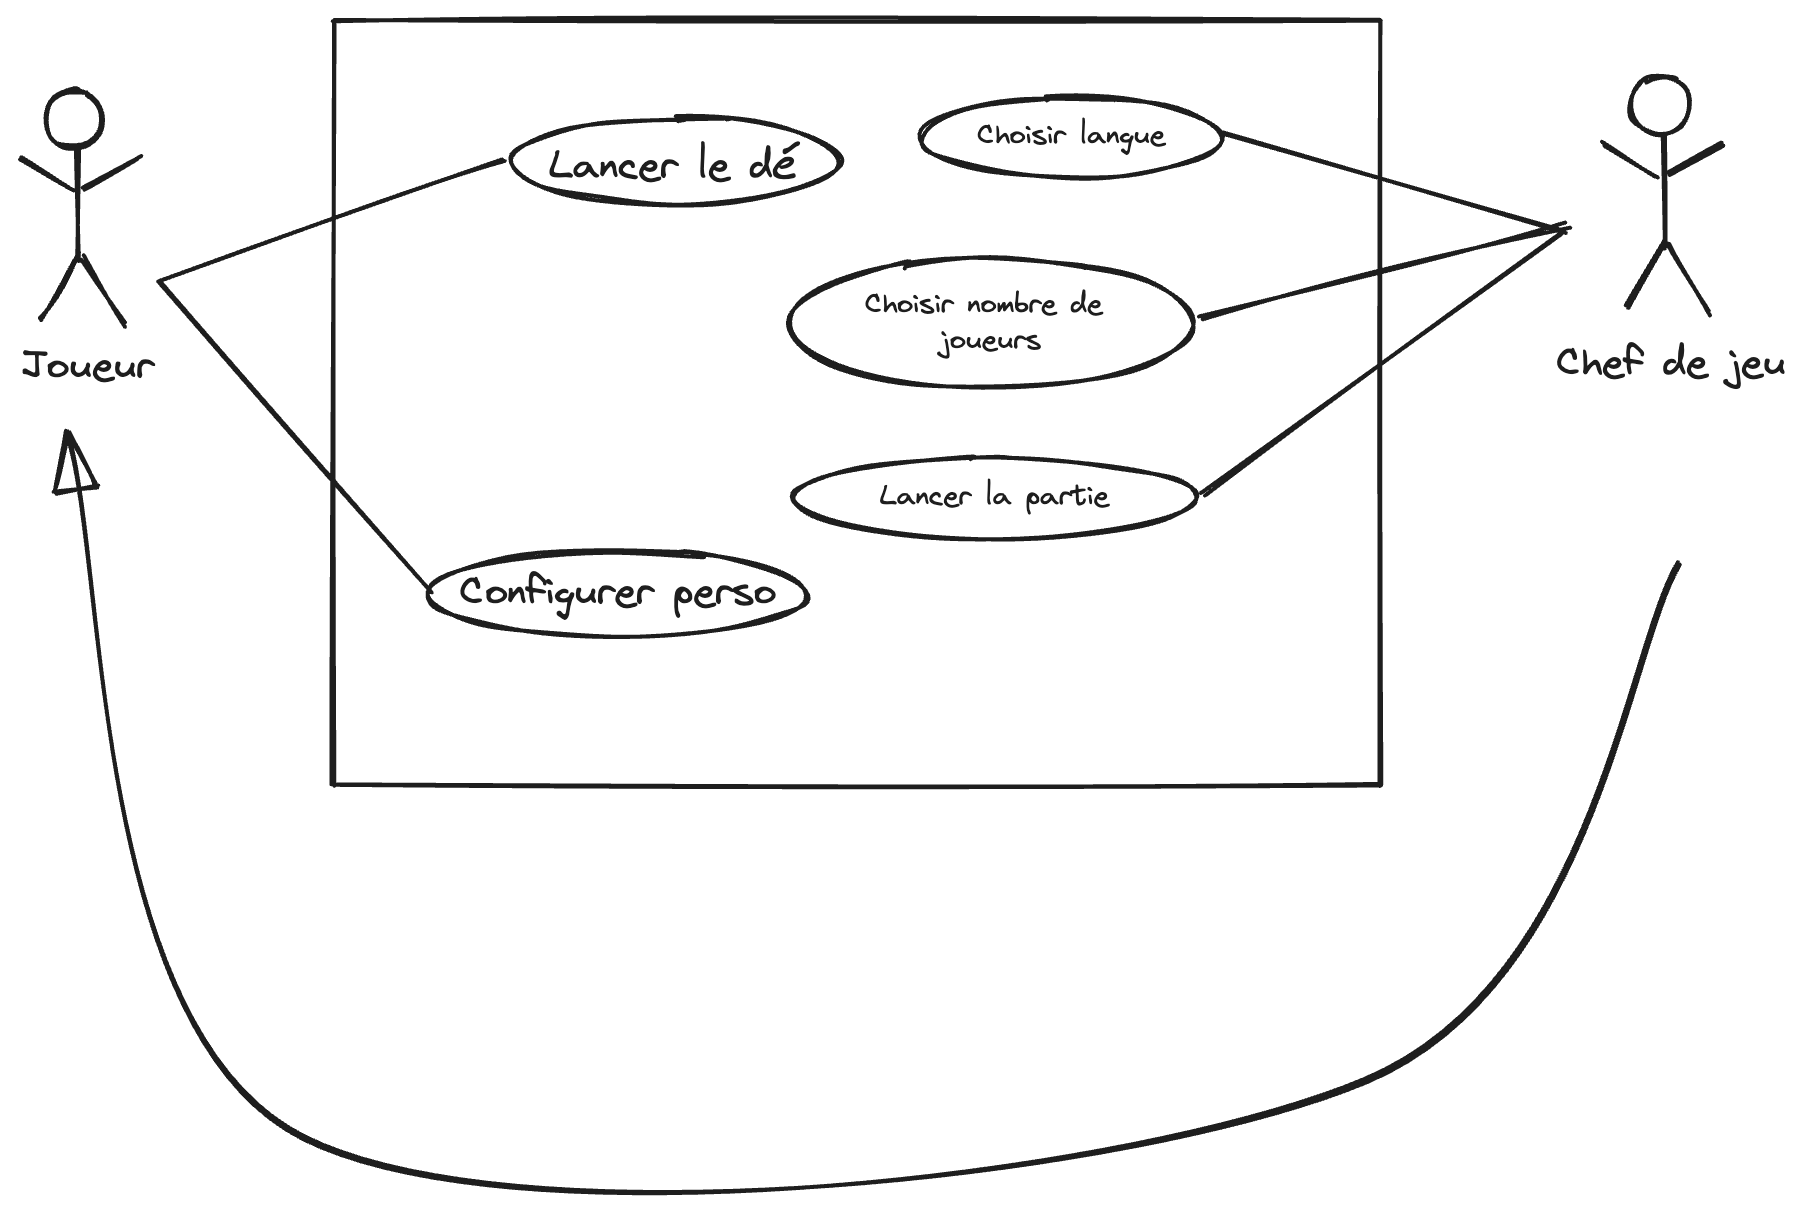 Lancer le dé
Choisir langue
Choisir nombre de
joueurs
Joueur
Chef de jeu
Lancer la partie
Configurer perso